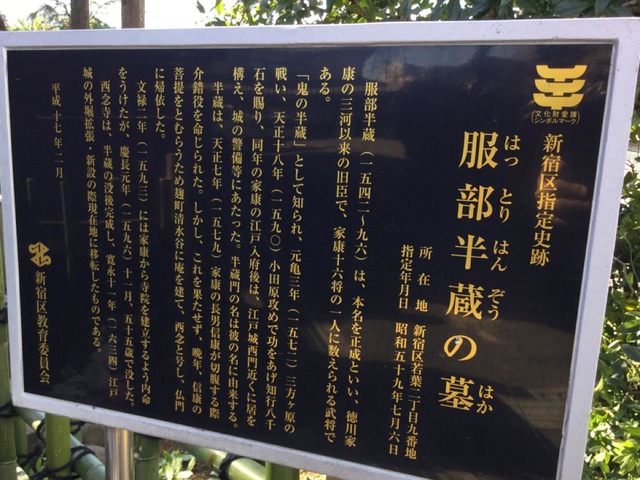 文化財愛護
シンボルマーク
新宿区指定史跡
はっとりはんぞう はか
服部半蔵の墓
所在地 新宿区若葉二丁目九番地
指定年月日 昭和五十九年七月六日
服部半蔵(一五四二-九六)は、本名を正成といい、徳川家
康の三河以来の旧臣で、家康十六将の一人に数えられる武将で
ある。
「鬼の半蔵」として知られ、元亀三年(一五七二)三方ヶ原の
戦い、天正十八年(一五九〇)小田原攻めで功をあげ知行八千
石を賜り、同年の家康の江戸入府後は、江戸城西門近くに居を
構え、城の警備等にあたった。半蔵門の名は彼の名に由来する。
半蔵は、天正七年(一五七九)家康の長男信康が切腹する際
介錯役を命じられた。しかし、これを果たせず、晩年、信康の
菩提をとむらうため麹町清水谷に庵を建て、西念と号し、仏門
に帰依した。
文禄二年(一五九三)には家康から寺院を建立するよう内命
をうけたが、慶長元年(一五九六)十一月、五十五歳で没した。
西念寺は、半蔵の没後完成し、寛永十一年(一六三四)江戸
城の外堀拡張・新設の際現在地に移転したものである。
平成十七年二月
新宿区教育委員会